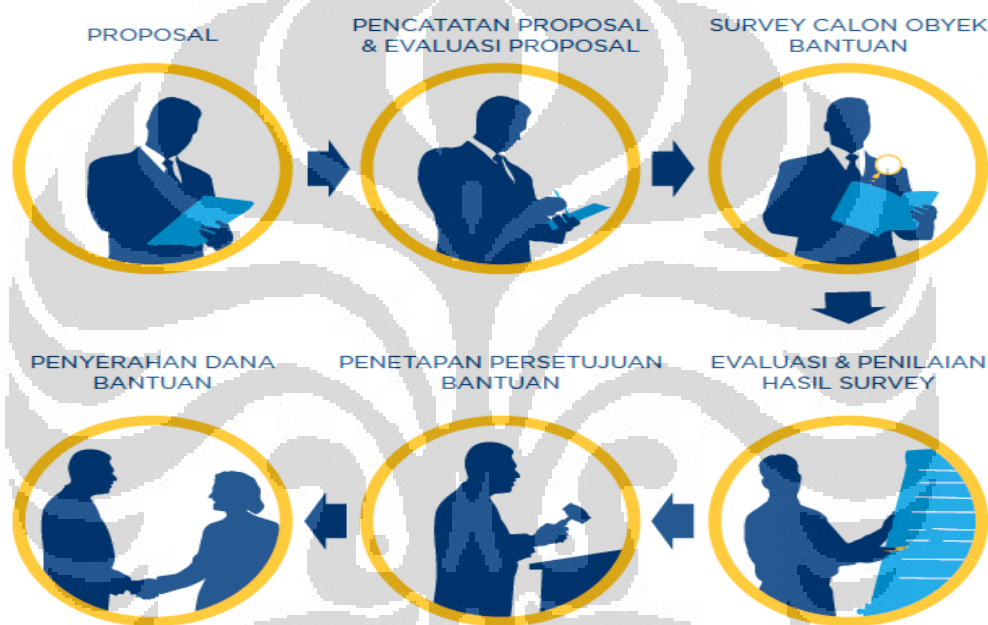 PROPOSAL
PENCATATAN PROPOSAL
& EVALUASI PROPOSAL
SURVEY CALON OBYEK
BANTUAN
EVALUASI & PENILAIAN
HASIL SURVEY
PENETAPAN PERSETUJUAN
BANTUAN
PENYERAHAN DANA
BANTUAN